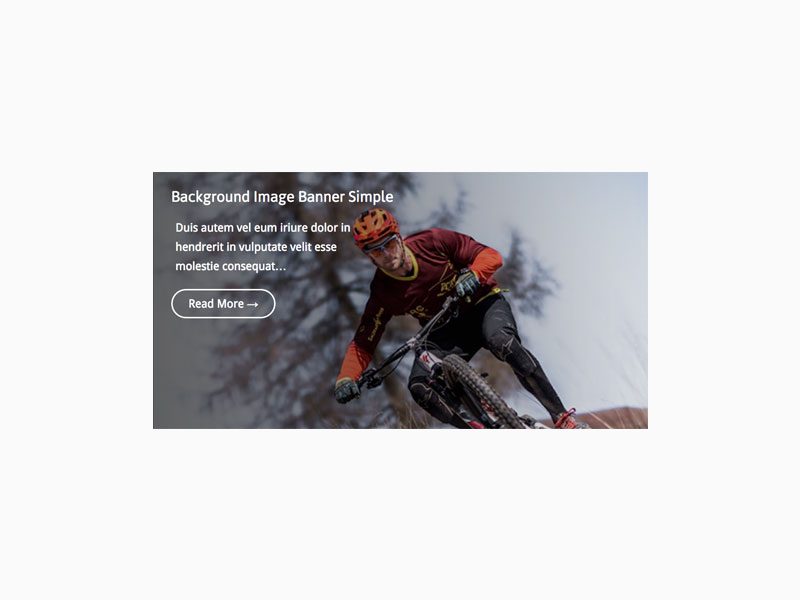 Background Image Banner Simple
Duis autem vel eum iriure dolor in
hendrerit in vulputate velit esse
molestie consequat...
Read More →